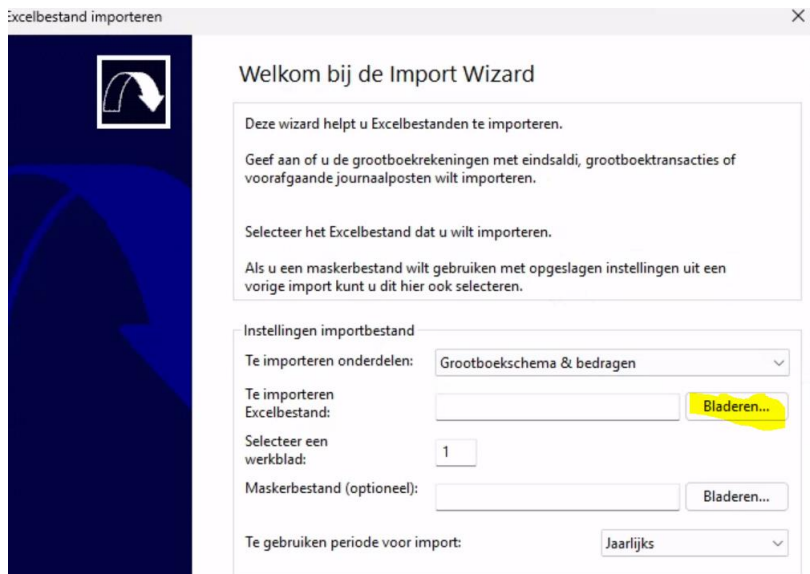 Excelbestand importeren
Welkom bij de Import Wizard
Deze wizard helpt u Excelbestanden te importeren.
Geef aan of u de grootboekrekeningen met eindsaldi, grootboektransacties of
voorafgaande journaalposten wilt importeren.
Selecteer het Excelbestand dat u wilt importeren.
Als u een maskerbestand wilt gebruiken met opgeslagen instellingen uit een
vorige import kunt u dit hier ook selecteren.
Instellingen importbestand
Te importeren onderdelen: Grootboekschema & bedragen
Te importeren
Excelbestand: Bladeren...
Selecteer een
werkblad: 1
Maskerbestand (optioneel): Bladeren...
Te gebruiken periode voor import: Jaarlijks